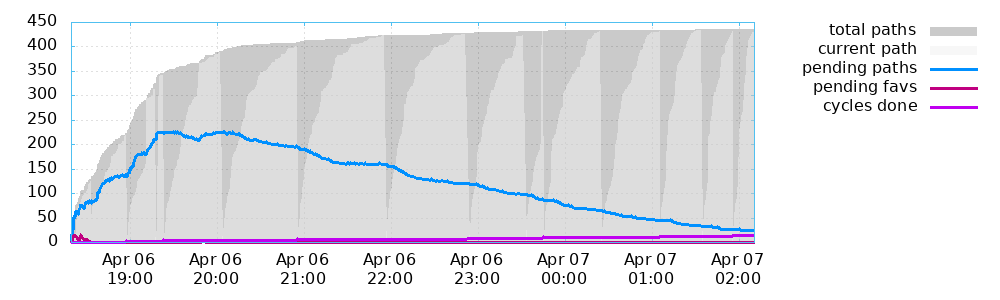 450
400
350
300
250
200
150
100
50
0
Apr 06 Apr 06 Apr 06 Apr 06 Apr 06 Apr 07 Apr 07 Apr 07
19:00 20:00 21:00 22:00 23:00 00:00 01:00 02:00
total paths
current path
pending paths
pending favs
cycles done